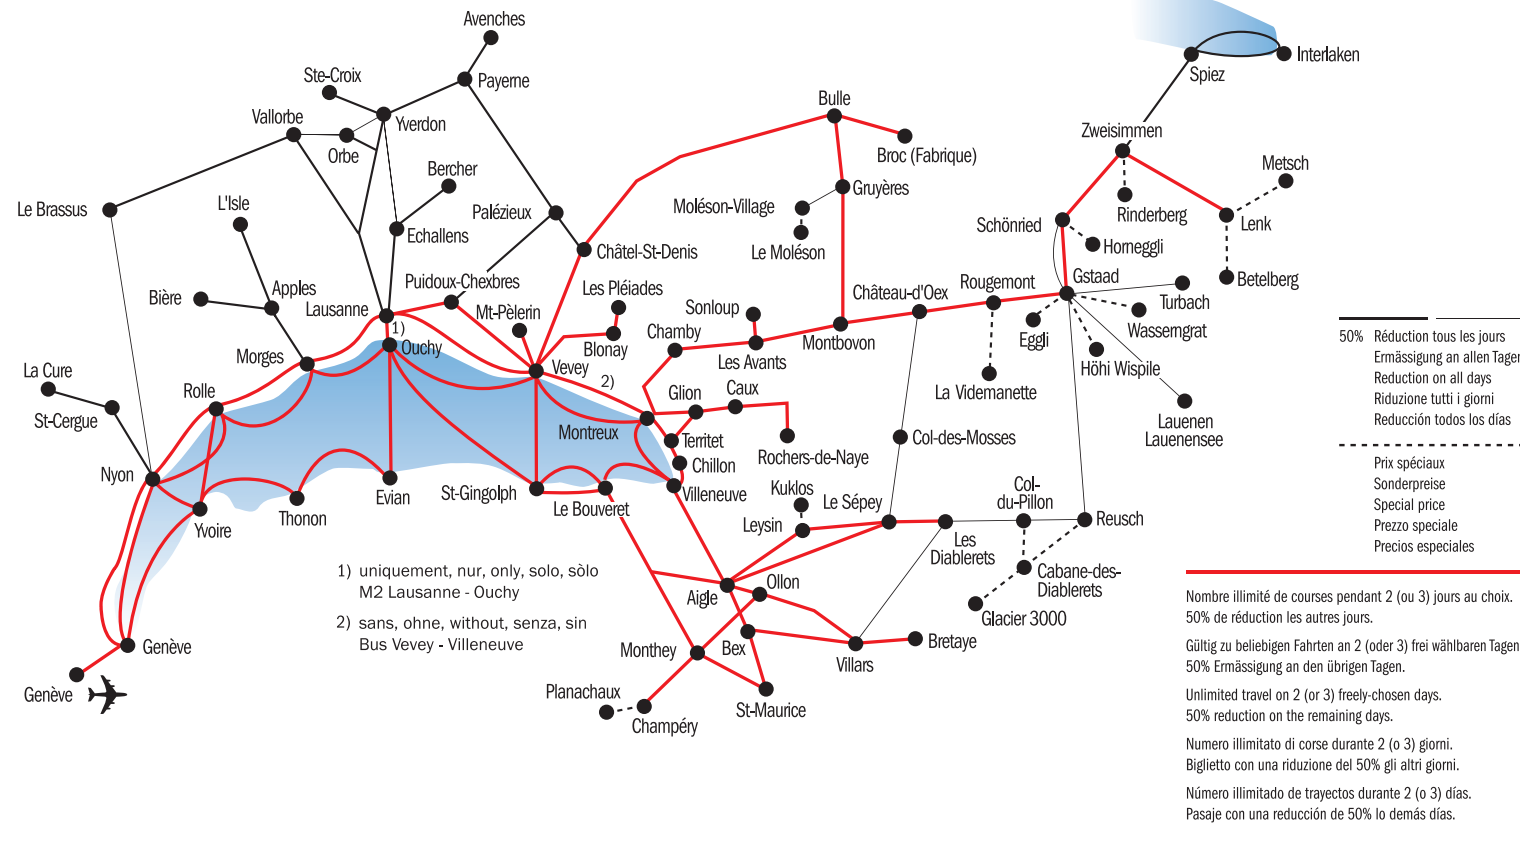 Avenches
Payerne
Ste-Croix
Vallorbe
Yverdon
Orbe
Bercher
Le Brassus
L'Isle
Palézieux
Echallens
Bière
Apples
Lausanne
1)
Puidoux-Chexbres
Mt-Pèlerin
Châtel-St-Denis
Les Pléiades
Blonay
Ouchy
Morges
Vevey
2)
La Cure
St-Cergue
Rolle
Nyon
Yvoire
Thonon
Evian
St-Gingolph
Le Bouveret
Montreux
Villeneuve
Genève
Genève
Bulle
Broc (Fabrique)
Gruyères
Moléson-Village
Le Moléson
Sonloup
Chamby
Les Avants
Montbovon
Glion
Caux
Territet
Chillon
Rochers-de-Naye
Château-d'Oex
Rougemont
La Videmanette
Col-des-Mosses
Kuklos
Leysin
Le Sépey
Les
Diablerets
Col-
du-Pillon
Reusch
Cabane-des-
Diablerets
Glacier 3000
Aigle
Ollon
Bex
Villars
Bretaye
Monthey
St-Maurice
Planachaux
Champéry
Interlaken
Spiez
Zweisimmen
Rinderberg
Metsch
Lenk
Betelberg
Schönried
Horneggli
Gstaad
Turbach
Wasserngrat
Eggli
Höhi Wispile
Lauenen
Lauenensee
1) uniquement, nur, only, solo, sòlo
M2 Lausanne - Ouchy
2) sans, ohne, without, senza, sin
Bus Vevey - Villeneuve
50% Réduction tous les jours
Ermässigung an allen Tagen
Reduction on all days
Riduzione tutti i giorni
Reducción todos los días
Prix spéciaux
Sonderpreise
Special price
Prezzo speciale
Precios especiales
Nombre illimité de courses pendant 2 (ou 3) jours au choix.
50% de réduction les autres jours.
Gültig zu beliebigen Fahrten an 2 (oder 3) frei wählbaren Tagen
50% Ermässigung an den übrigen Tagen.
Unlimited travel on 2 (or 3) freely-chosen days.
50% reduction on the remaining days.
Numero illimitato di corse durante 2 (o 3) giorni.
Biglietto con una riduzione del 50% gli altri giorni.
Número illimitado de trayectos durante 2 (o 3) días.
Pasaje con una reducción de 50% lo demás días.